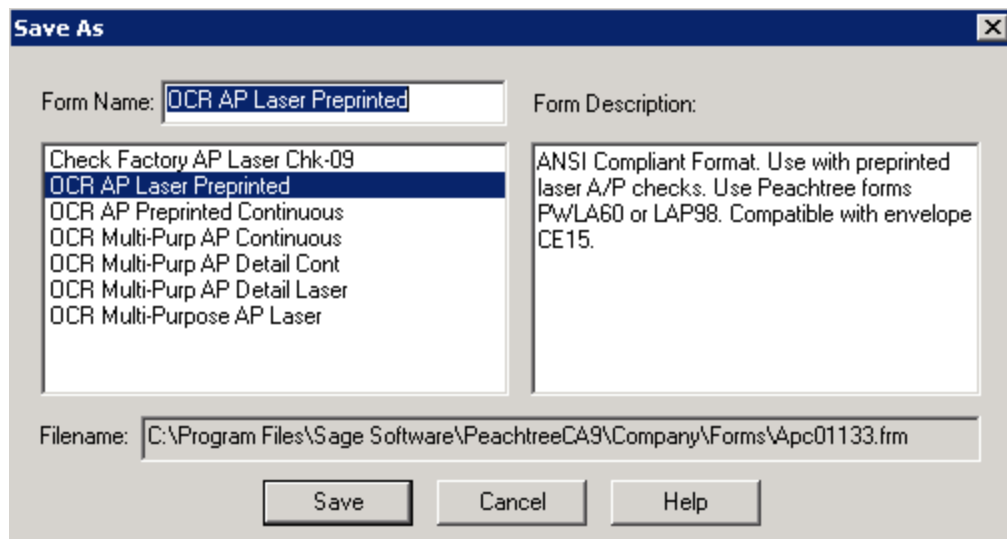 Save As
Form Name: OCR AP Laser Preprinted
Form Description:
Check Factory AP Laser Chk-09
OCR AP Laser Preprinted
OCR AP Preprinted Continuous
OCR Multi-Purp AP Continuous
OCR Multi-Purp AP Detail Cont
OCR Multi-Purp AP Detail Laser
OCR Multi-Purpose AP Laser
ANSI Compliant Format. Use with preprinted
laser A/P checks. Use Peachtree forms
PWLA60 or LAP98. Compatible with envelope
CE15.
Filename: C:\Program Files\Sage Software\PeachtreeCA9\Company\Forms\Apc01133.frm
Save Cancel Help